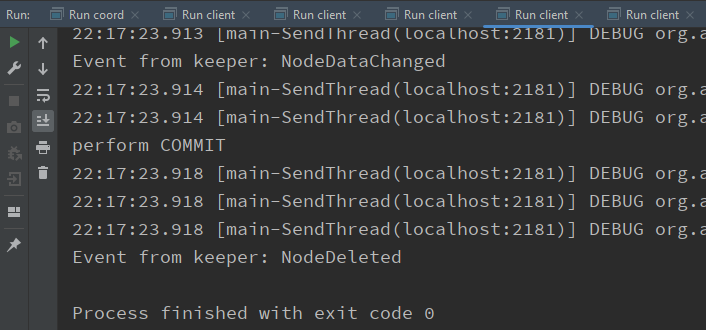 Run: Run coord Run client Run client Run client Run client Run client
22:17:23.913 [main-SendThread(localhost:2181)] DEBUG org.a
Event from keeper: NodeDataChanged
22:17:23.914 [main-SendThread(localhost:2181)] DEBUG org.a
22:17:23.914 [main-SendThread(localhost:2181)] DEBUG org.a
perform COMMIT
22:17:23.918 [main-SendThread(localhost:2181)] DEBUG org.a
22:17:23.918 [main-SendThread(localhost:2181)] DEBUG org.a
22:17:23.918 [main-SendThread(localhost:2181)] DEBUG org.a
Event from keeper: NodeDeleted
Process finished with exit code 0